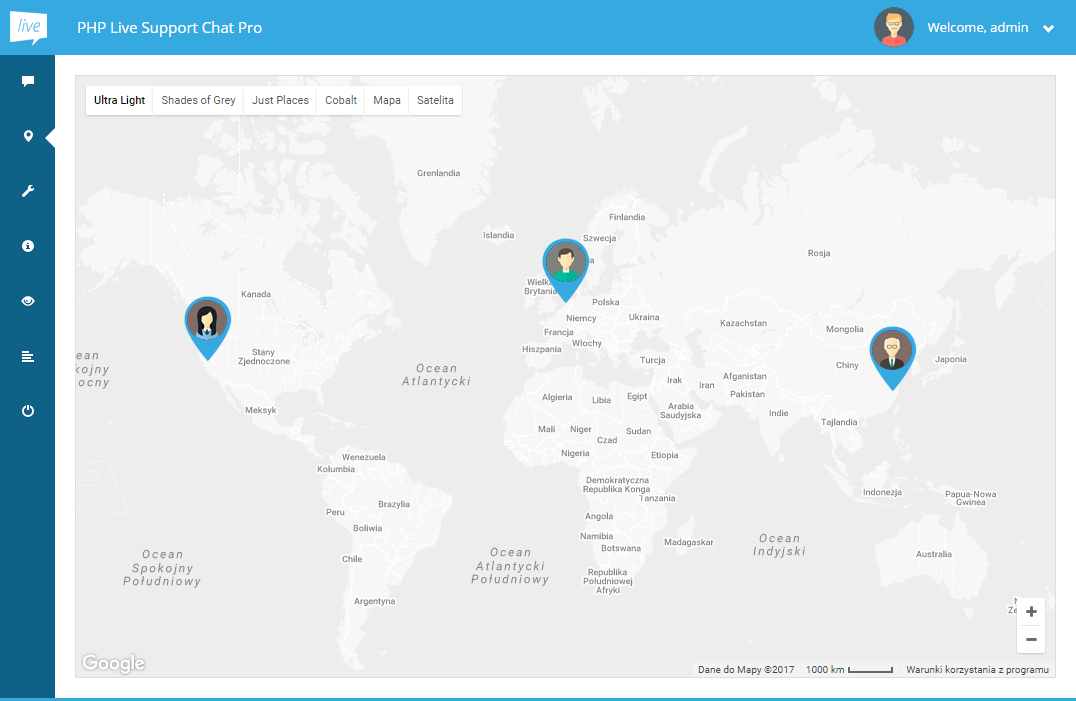 live
PHP Live Support Chat Pro
Welcome, admin
Ultra Light
Shades of Grey
Just Places
Cobalt
Mapa
Satelita
Grenlandia
Finlandia
Islandia
Szwecja
Rosja
Kanada
Wielka
Brytania
Polska
Niemcy
Ukraina
Kazachstan
Mongolia
Francja
Włochy
Hiszpania
Stany
Zjednoczone
Turcja
Chiny
Japonia
Ocean
Atlantycki
Irak
Iran
Afganistan
Pakistan
Algieria
Libia
Egipt
Arabia
Saudyjska
Indie
Meksyk
Mali
Niger
Czad
Sudan
Tajlandia
Nigeria
Etiopia
Wenezuela
Kolumbia
Demokratyczna
Republika Konga
Tanzania
Indonezja
Papua-Nowa
Gwinea
Peru
Brazylia
Angola
Boliwia
Namibia
Botswana
Madagaskar
Ocean
Indyjski
Ocean
Spokojny
Południowy
Chile
Ocean
Atlantycki
Południowy
Australia
Republika
Południowej
Afryki
Argentyna
Google
Dane do Mapy ©2017
1000 km
Warunki korzystania z programu